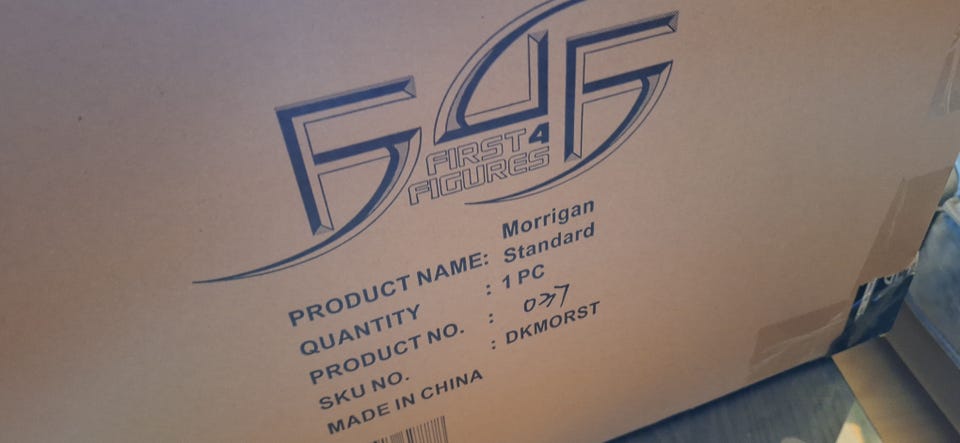 F4F
FIRST 4
FIGURES
PRODUCT NAME: Morrigan
Standard
QUANTITY : 1 PC
PRODUCT NO. :
SKU NO. : DKMORST
MADE IN CHINA